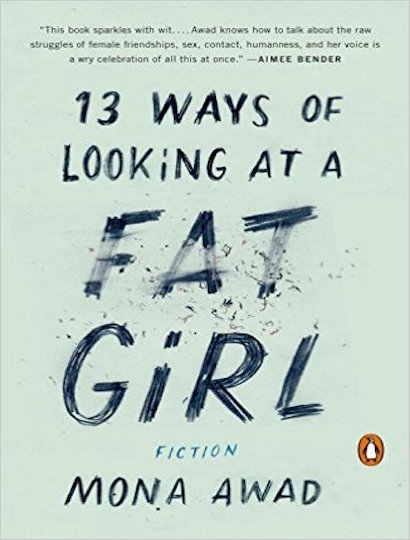 "This book sparkles with wit. . . . Awad knows how to talk about the raw
struggles of female friendships, sex, contact, humanness, and her voice is
a wry celebration of all this at once." —AIMEE BENDER
13 WAYS OF
LOOKiNG AT A
FAT
GiRL
FICTION
MONA AWAD